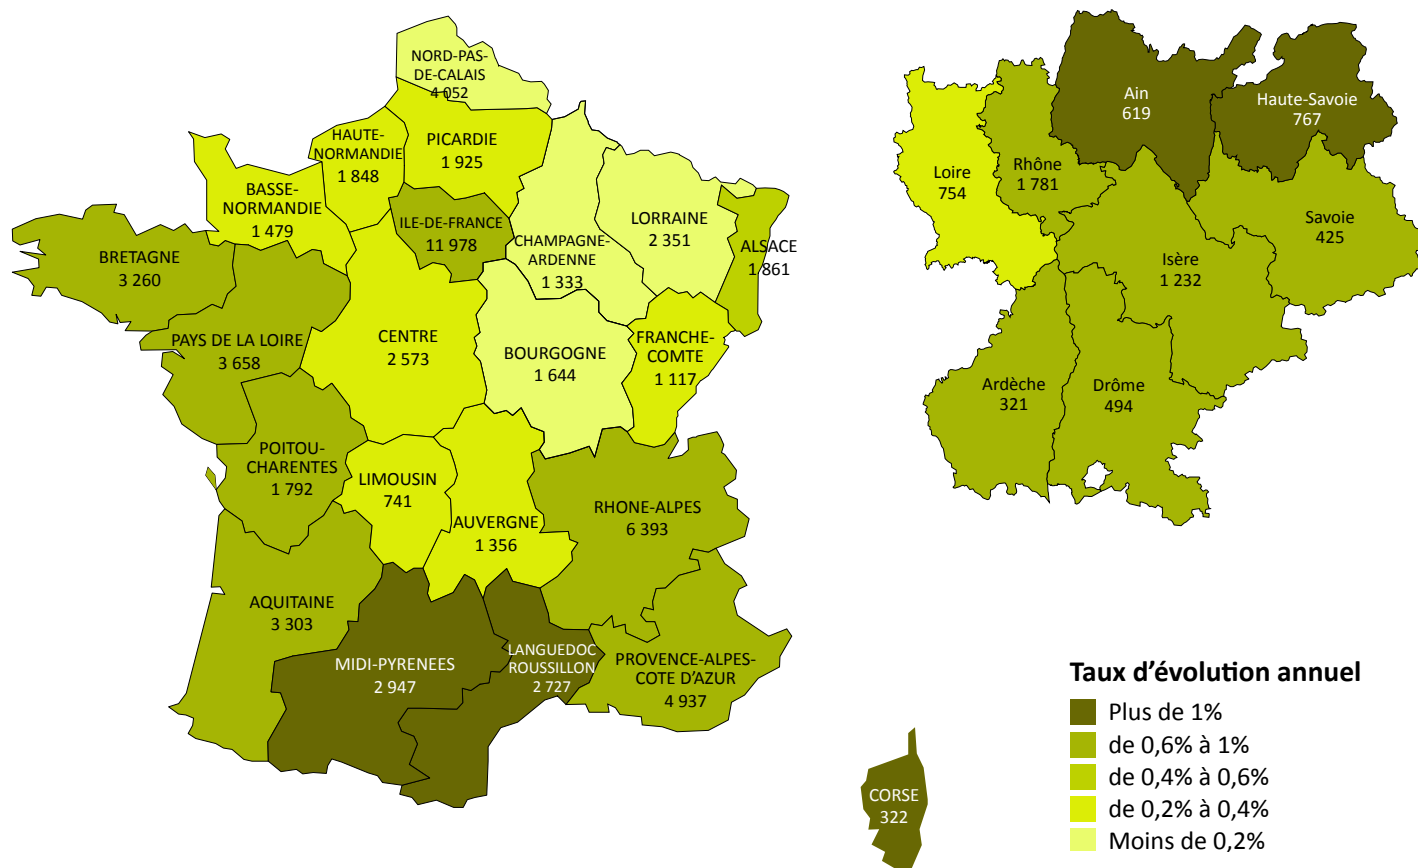 NORD-PAS-
DE-CALAIS
4 052
HAUTE-
NORMANDIE
1 848
PICARDIE
1 925
BASSE-
NORMANDIE
1 479
ILE-DE-FRANCE
11 978
CHAMPAGNE-
ARDENNE
1 333
LORRAINE
2 351
ALSACE
1 861
BRETAGNE
3 260
PAYS DE LA LOIRE
3 658
CENTRE
2 573
BOURGOGNE
1 644
FRANCHE-
COMTE
1 117
POITOU-
CHARENTES
1 792
LIMOUSIN
741
AUVERGNE
1 356
RHONE-ALPES
6 393
AQUITAINE
3 303
MIDI-PYRENEES
2 947
LANGUEDOC
ROUSSILLON
2 727
PROVENCE-ALPES-
COTE D’AZUR
4 937
CORSE
322
Ain
619
Haute-Savoie
767
Loire
754
Rhône
1 781
Savoie
425
Isère
1 232
Ardèche
321
Drôme
494
Taux d’évolution annuel
Plus de 1%
de 0,6% à 1%
de 0,4% à 0,6%
de 0,2% à 0,4%
Moins de 0,2%